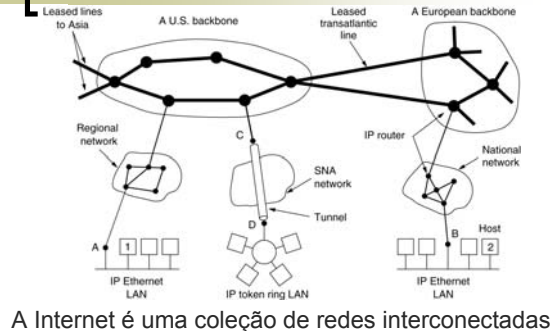 Leased lines
to Asia
A U.S. backbone
Leased
transatlantic
line
A European backbone
Regional
network
C
SNA
network
Tunnel
D
IP router
National
network
A
1
B
Host
2
IP Ethernet
LAN
IP token ring LAN
IP Ethernet
LAN
A Internet é uma coleção de redes interconectadas